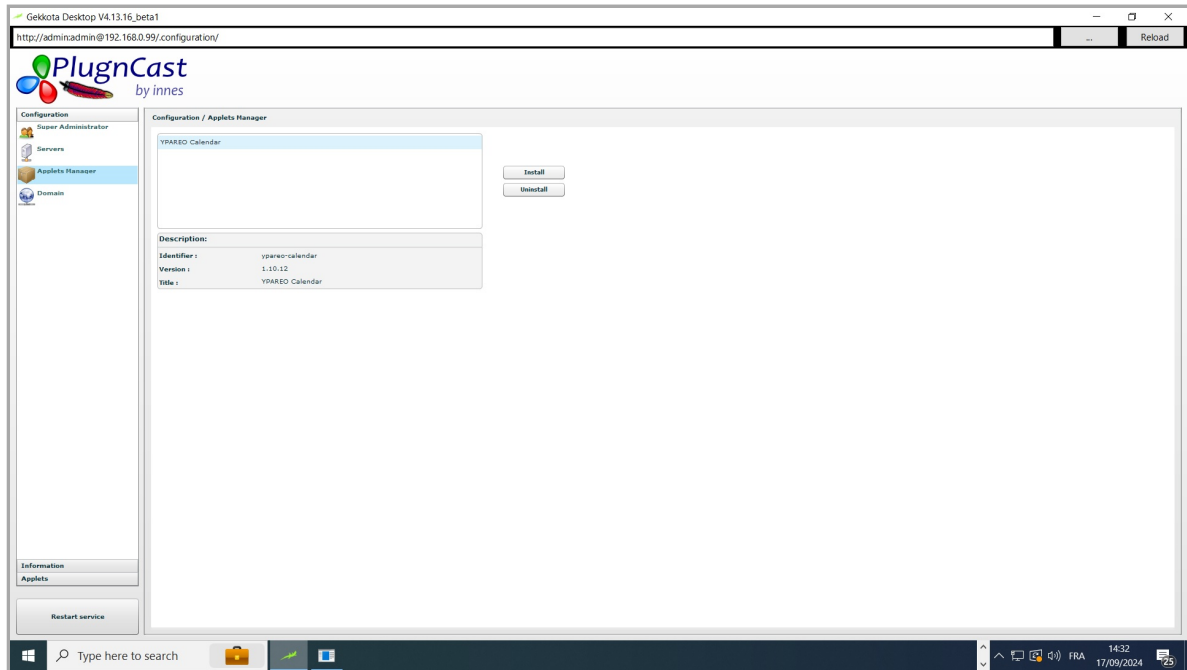 Gekkota Desktop V4.13.16_beta1
http://admin:admin@192.168.0.99/.configuration/
...
Reload
PlugnCast
by innes
Configuration
Super Administrator
Servers
Applets Manager
Domain
Configuration / Applets Manager
YPAREO Calendar
Install
Uninstall
Description:
Identifier : ypareo-calendar
Version : 1.10.12
Title : YPAREO Calendar
Information
Applets
Restart service
Type here to search
FRA
14:32
17/09/2024
25